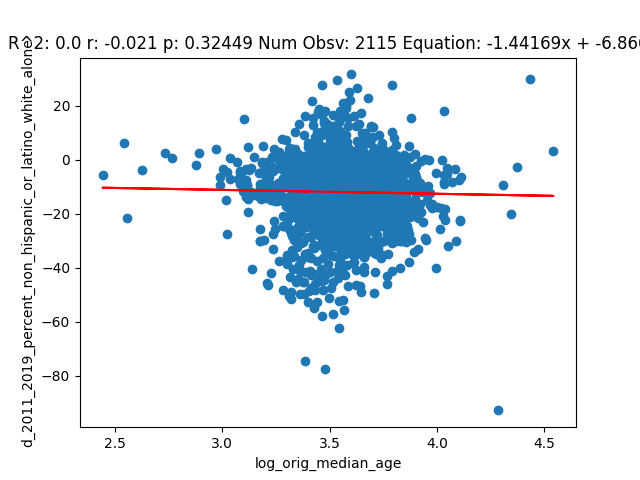 R^2: 0.0 r: -0.021 p: 0.32449 Num Obsv: 2115 Equation: -1.44169x + -6.86
d_2011_2019_percent_non_hispanic_or_latino_white_alone
20
0
−20
−40
−60
−80
2.5 3.0 3.5 4.0 4.5
log_orig_median_age